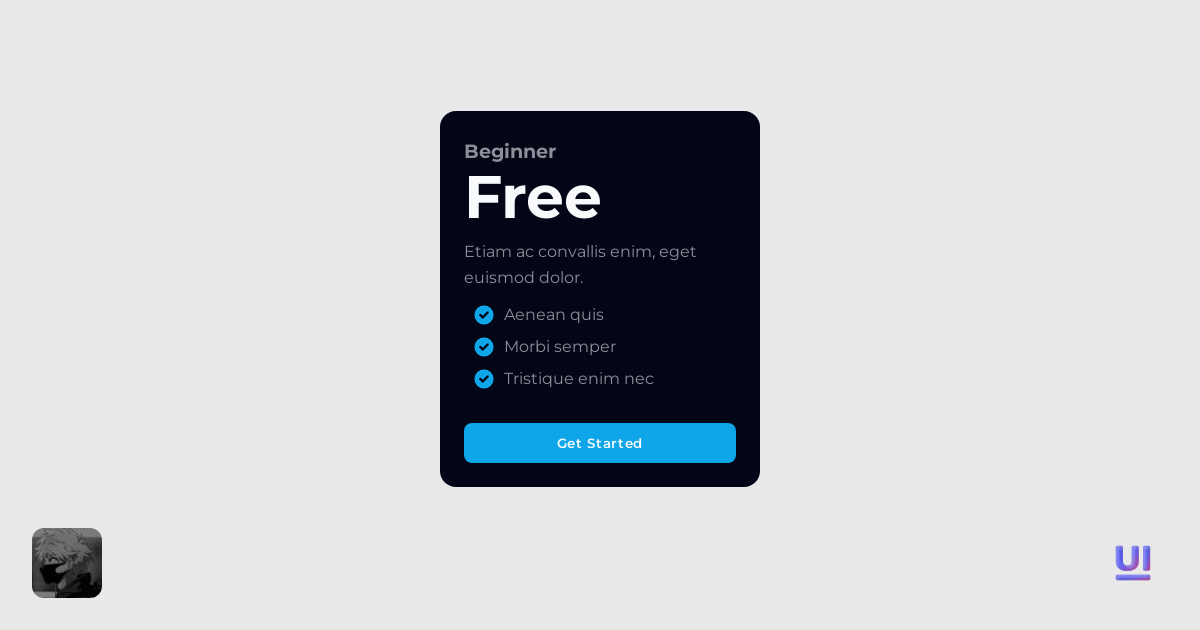 Beginner
Free
Etiam ac convallis enim, eget
euismod dolor.
Aenean quis
Morbi semper
Tristique enim nec
Get Started
UI